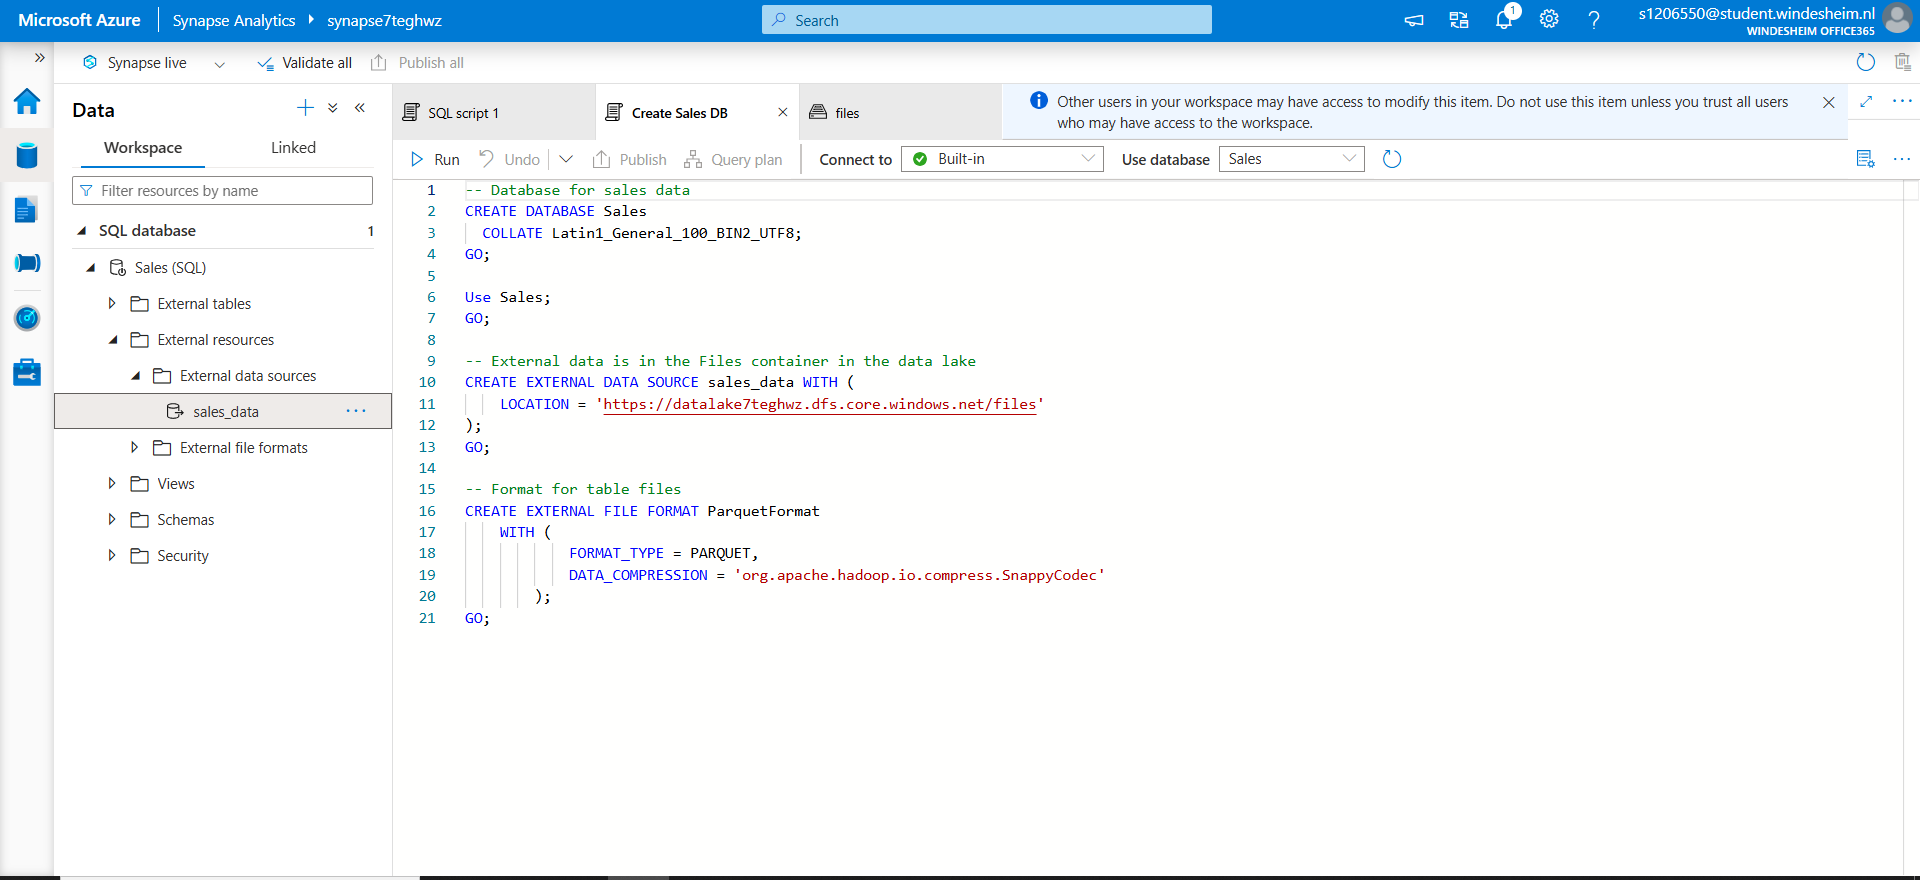 Microsoft Azure
Synapse Analytics
synapse7teghwz
Search
1
s1206550@student.windesheim.nl
WINDESHEIM OFFICE365
Synapse live
Validate all
Publish all
Data
Workspace
Linked
Filter resources by name
SQL database
1
Sales (SQL)
External tables
External resources
External data sources
sales_data
External file formats
Views
Schemas
Security
SQL script 1
Create Sales DB
files
Other users in your workspace may have access to modify this item. Do not use this item unless you trust all users
who may have access to the workspace.
Run
Undo
Publish
Query plan
Connect to
Built-in
Use database
Sales
1 -- Database for sales data
2 CREATE DATABASE Sales
3 COLLATE Latin1_General_100_BIN2_UTF8;
4 GO;
5
6 Use Sales;
7 GO;
8
9 -- External data is in the Files container in the data lake
10 CREATE EXTERNAL DATA SOURCE sales_data WITH (
11 LOCATION = 'https://datalake7teghwz.dfs.core.windows.net/files'
12 );
13 GO;
14
15 -- Format for table files
16 CREATE EXTERNAL FILE FORMAT ParquetFormat
17 WITH (
18 FORMAT_TYPE = PARQUET,
19 DATA_COMPRESSION = 'org.apache.hadoop.io.compress.SnappyCodec'
20 );
21 GO;